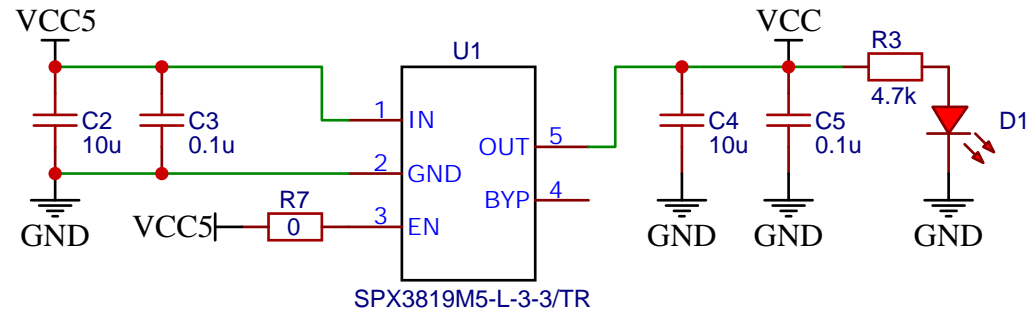 VCC5
U1
VCC
R3
4.7k
D1
C2
10u
C3
0.1u
1
IN
2
GND
3
EN
OUT
5
BYP
4
C4
10u
C5
0.1u
GND
VCC5
R7
0
GND
GND
GND
SPX3819M5-L-3-3/TR